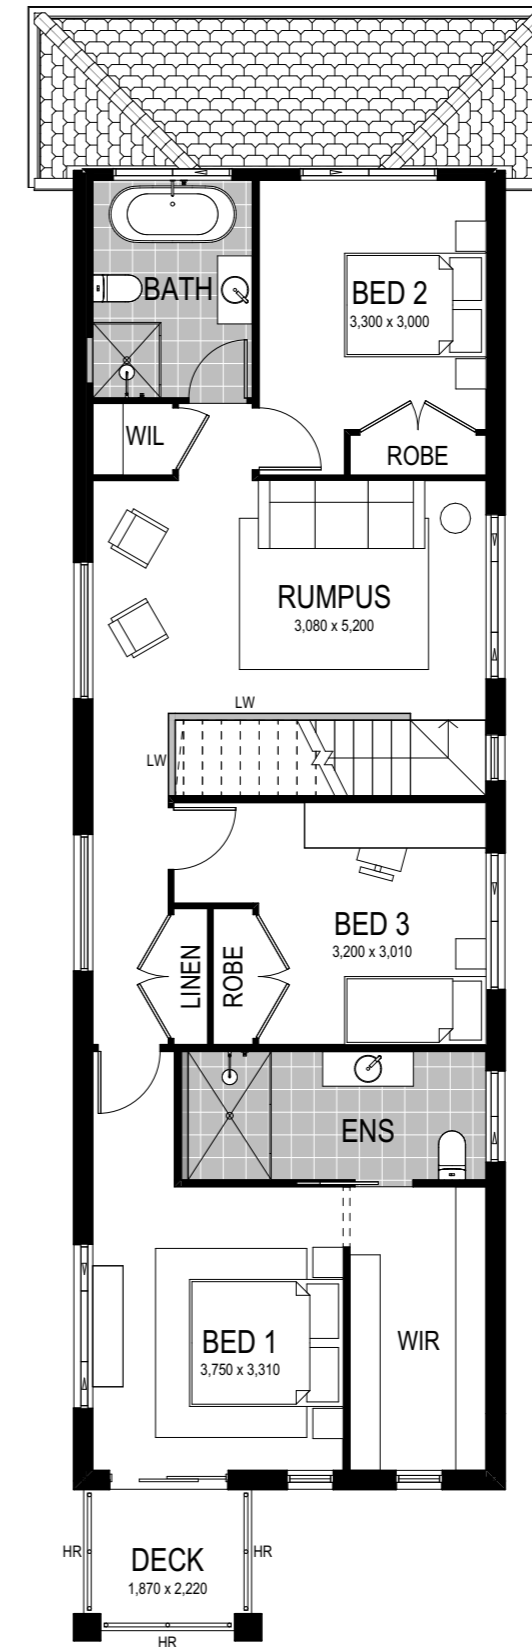 BATH
BED 2
3,300 x 3,000
WIL
ROBE
RUMPUS
3,080 x 5,200
LW
LW
BED 3
3,200 x 3,010
LINEN
ROBE
ENS
BED 1
3,750 x 3,310
WIR
HR
DECK
1,870 x 2,220
HR
HR